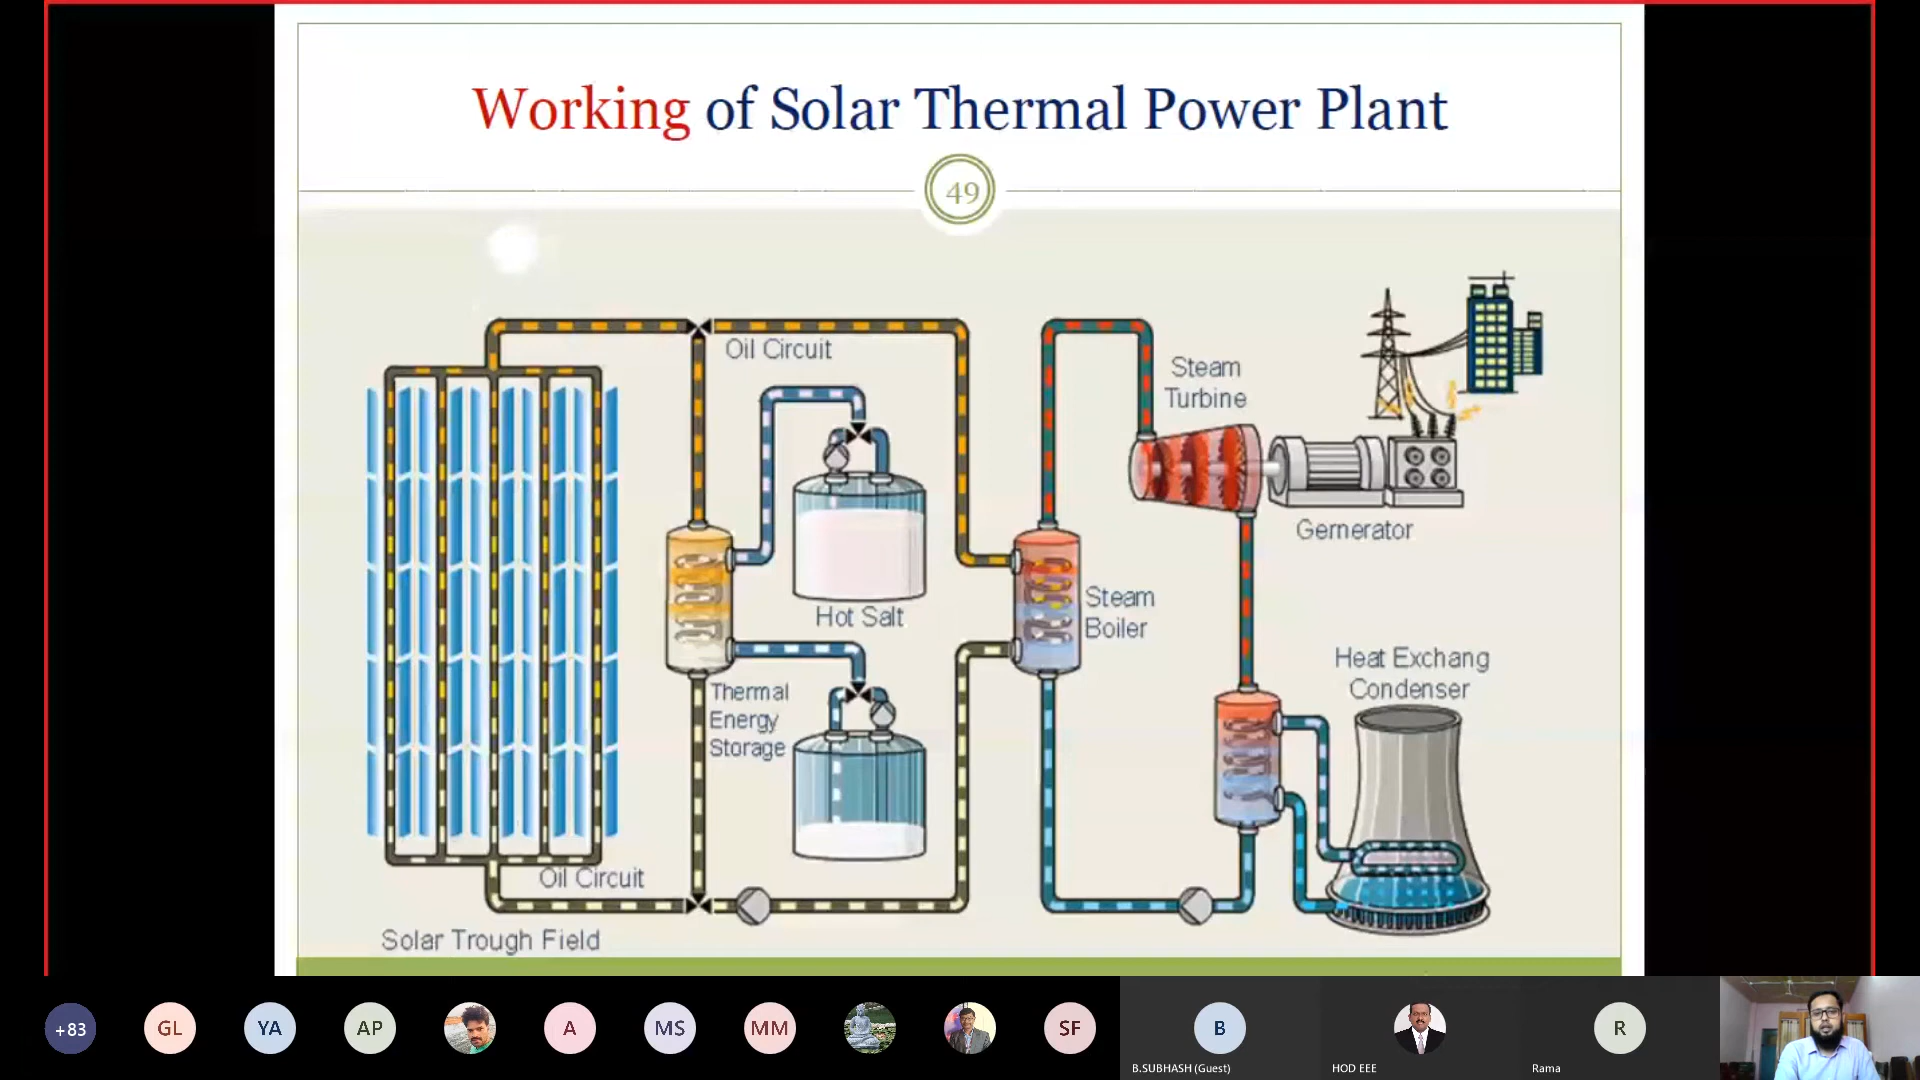 Working of Solar Thermal Power Plant
49
Oil Circuit
Steam
Turbine
Gernerator
Hot Salt
Steam
Boiler
Heat Exchang
Condenser
Thermal
Energy
Storage
Oil Circuit
Solar Trough Field
+83
GL
YA
AP
A
MS
MM
SF
B
R
B.SUBHASH (Guest)
HOD EEE
Rama